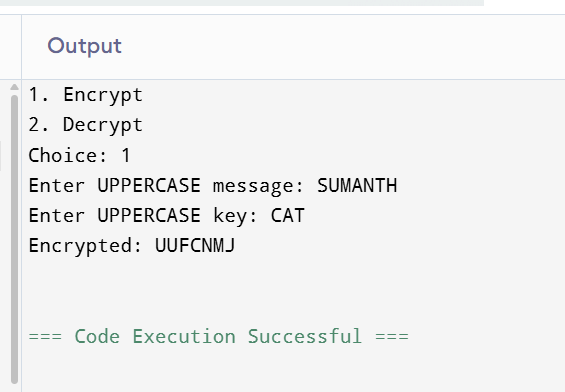 Output
1. Encrypt
2. Decrypt
Choice: 1
Enter UPPERCASE message: SUMANTH
Enter UPPERCASE key: CAT
Encrypted: UUFCNMJ
=== Code Execution Successful ===